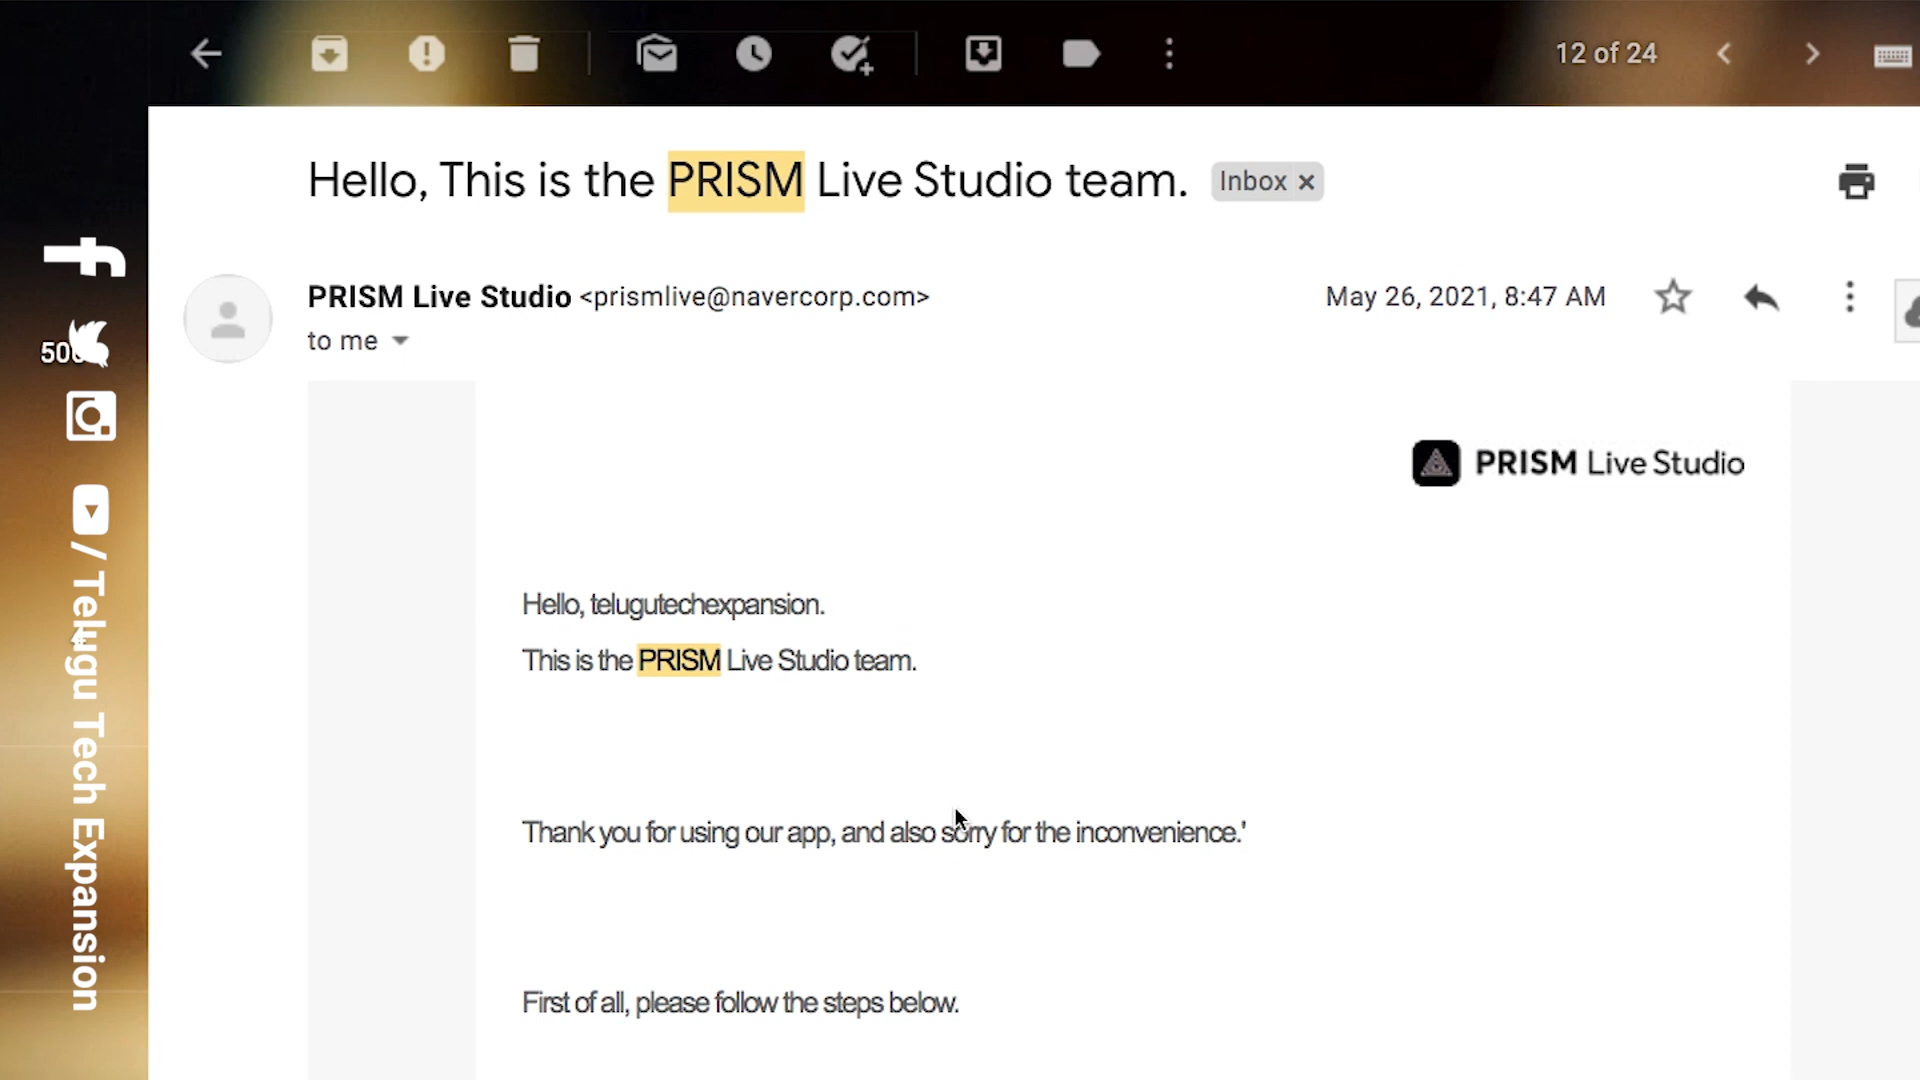 12 of 24
Hello, This is the PRISM Live Studio team.
Inbox ×
PRISM Live Studio <prismlive@navercorp.com>
May 26, 2021, 8:47 AM
to me
PRISM Live Studio
Hello, telugutechexpansion.
This is the PRISM Live Studio team.
Thank you for using our app, and also sorry for the inconvenience.'
First of all, please follow the steps below.
/ Telugu Tech Expansion